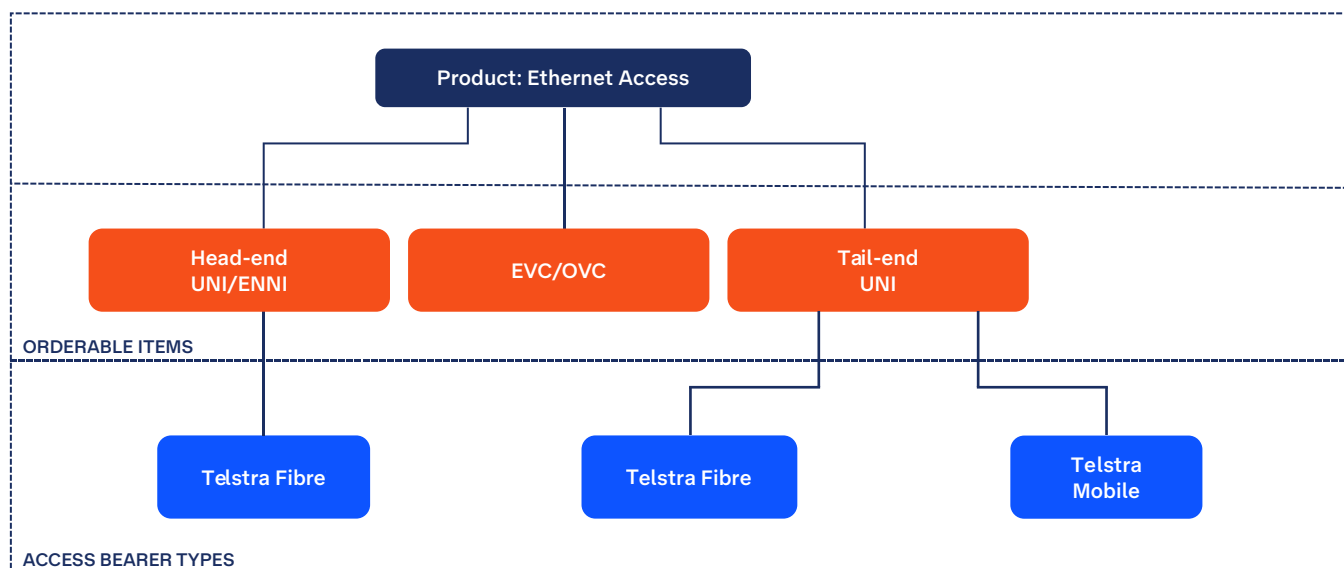 Product: Ethernet Access
Head-end
UNI/ENNI
EVC/OVC
Tail-end
UNI
ORDERABLE ITEMS
Telstra Fibre
Telstra Fibre
Telstra
Mobile
ACCESS BEARER TYPES